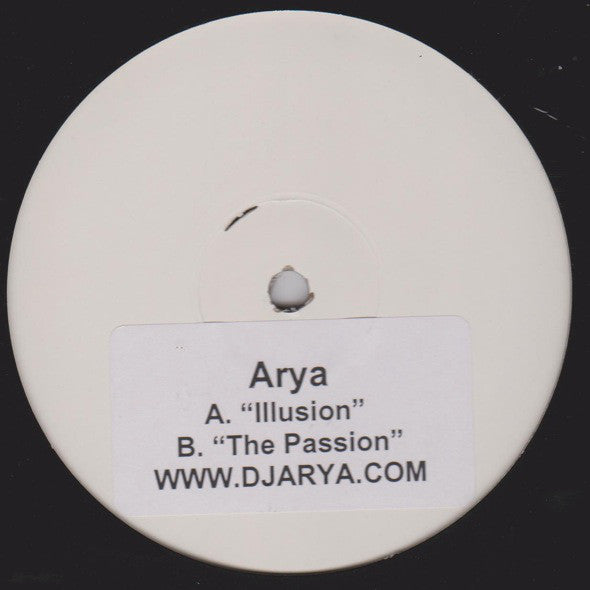 Arya
A. “Illusion”
B. “The Passion”
WWW.DJARYA.COM